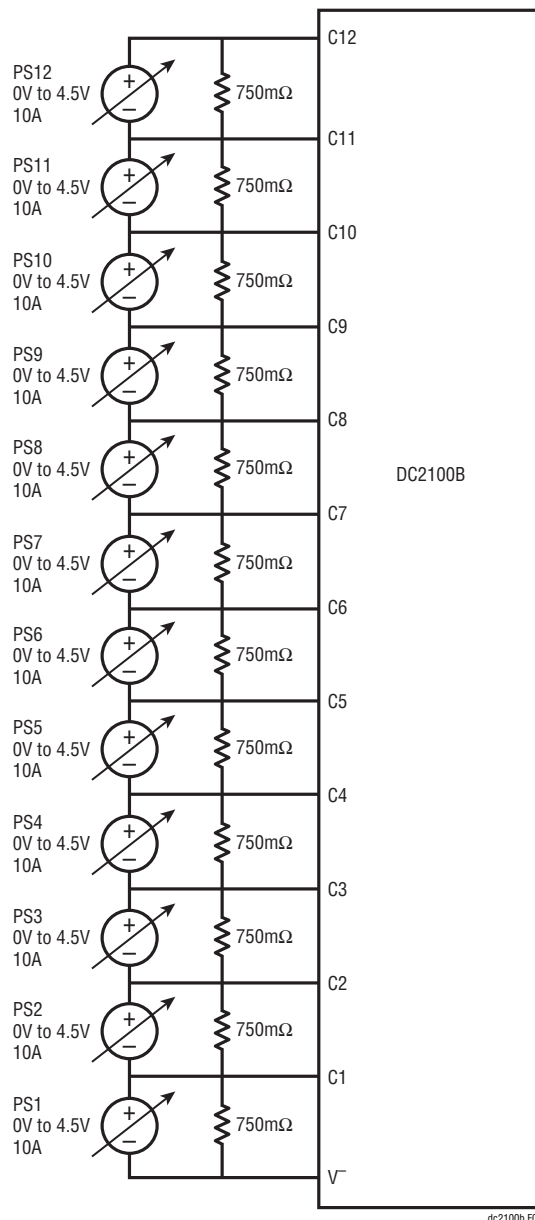 C12
PS12
0V to 4.5V
10A
+
−
750mΩ
C11
PS11
0V to 4.5V
10A
+
−
750mΩ
C10
PS10
0V to 4.5V
10A
+
−
750mΩ
C9
PS9
0V to 4.5V
10A
+
−
750mΩ
C8
PS8
0V to 4.5V
10A
+
−
750mΩ
DC2100B
C7
PS7
0V to 4.5V
10A
+
−
750mΩ
C6
PS6
0V to 4.5V
10A
+
−
750mΩ
C5
PS5
0V to 4.5V
10A
+
−
750mΩ
C4
PS4
0V to 4.5V
10A
+
−
750mΩ
C3
PS3
0V to 4.5V
10A
+
−
750mΩ
C2
PS2
0V to 4.5V
10A
+
−
750mΩ
C1
PS1
0V to 4.5V
10A
+
−
750mΩ
V−